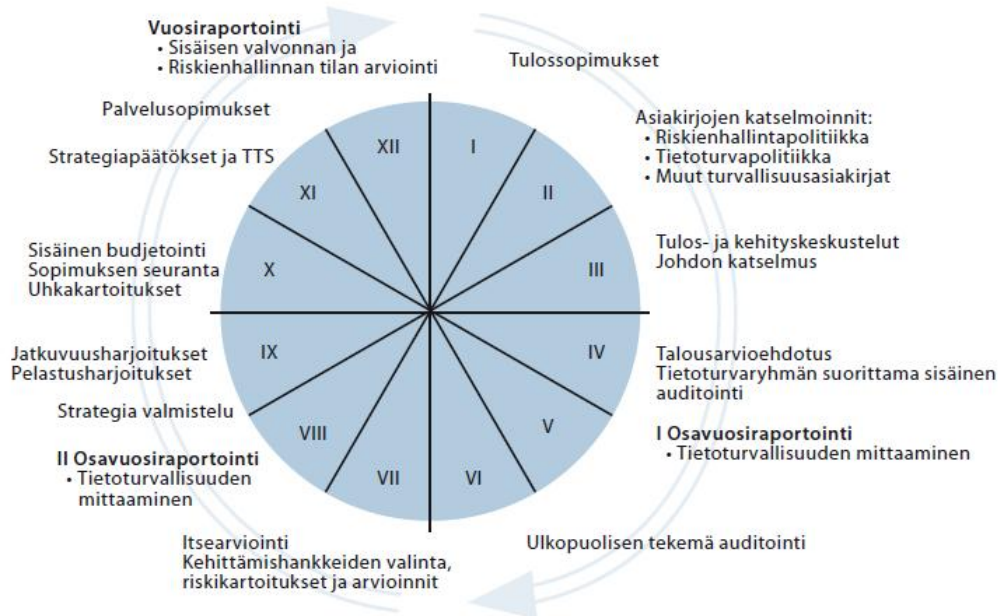 Vuosiraportointi
• Sisäisen valvonnan ja
• Riskienhallinnan tilan arviointi
Tulossopimukset
Palvelusopimukset
Asiakirjojen katselmoinnit:
• Riskienhallintapolitiikka
• Tietoturvapolitiikka
• Muut turvallisuusasiakirjat
Strategiapäätökset ja TTS
XII
I
XI
II
Sisäinen budjetointi
Sopimuksen seuranta
Uhkakartoitukset
X
III
Tulos- ja kehityskeskustelut
Johdon katselmus
Jatkuvuusharjoitukset
Pelastusharjoitukset
IX
IV
Talousarvioehdotus
Tietoturvaryhmän suorittama sisäinen
auditointi
Strategia valmistelu
VIII
V
I Osavuosiraportointi
• Tietoturvallisuuden mittaaminen
II Osavuosiraportointi
• Tietoturvallisuuden
mittaaminen
VII
VI
Itsearviointi
Kehittämishankkeiden valinta,
riskikartoitukset ja arvioinnit
Ulkopuolisen tekemä auditointi